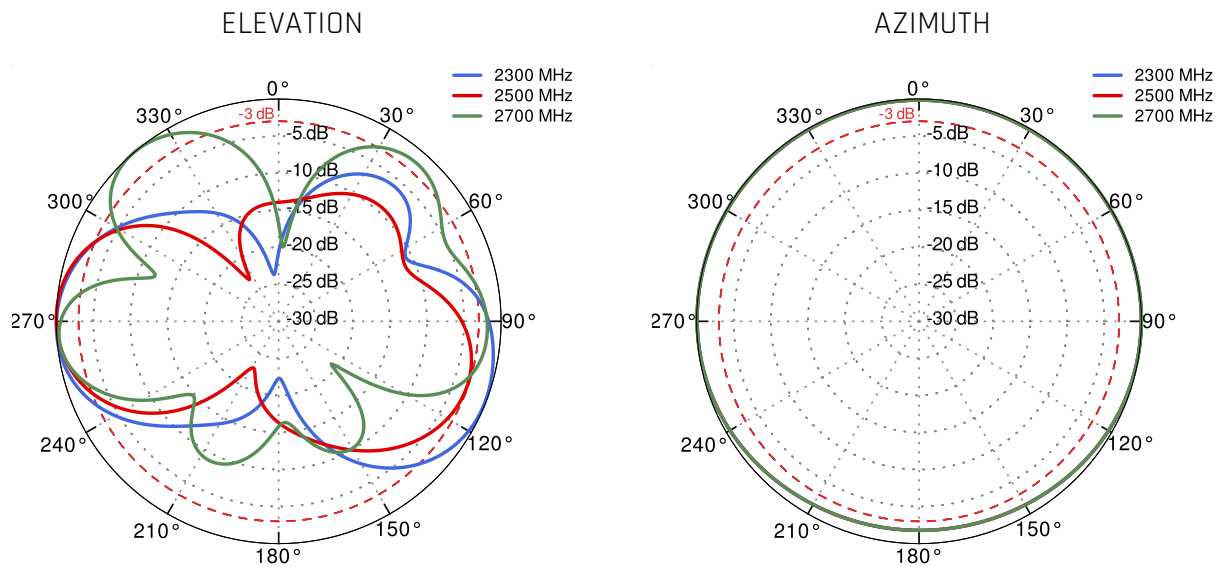 ELEVATION
2300 MHz
2500 MHz
2700 MHz
0°
-3 dB
330°
30°
-5 dB
-10 dB
300°
60°
-15 dB
-20 dB
-25 dB
270°
-30 dB
90°
240°
120°
210°
150°
180°
AZIMUTH
2300 MHz
2500 MHz
2700 MHz
0°
-3 dB
330°
30°
-5 dB
-10 dB
300°
60°
-15 dB
-20 dB
-25 dB
270°
-30 dB
90°
240°
120°
210°
150°
180°